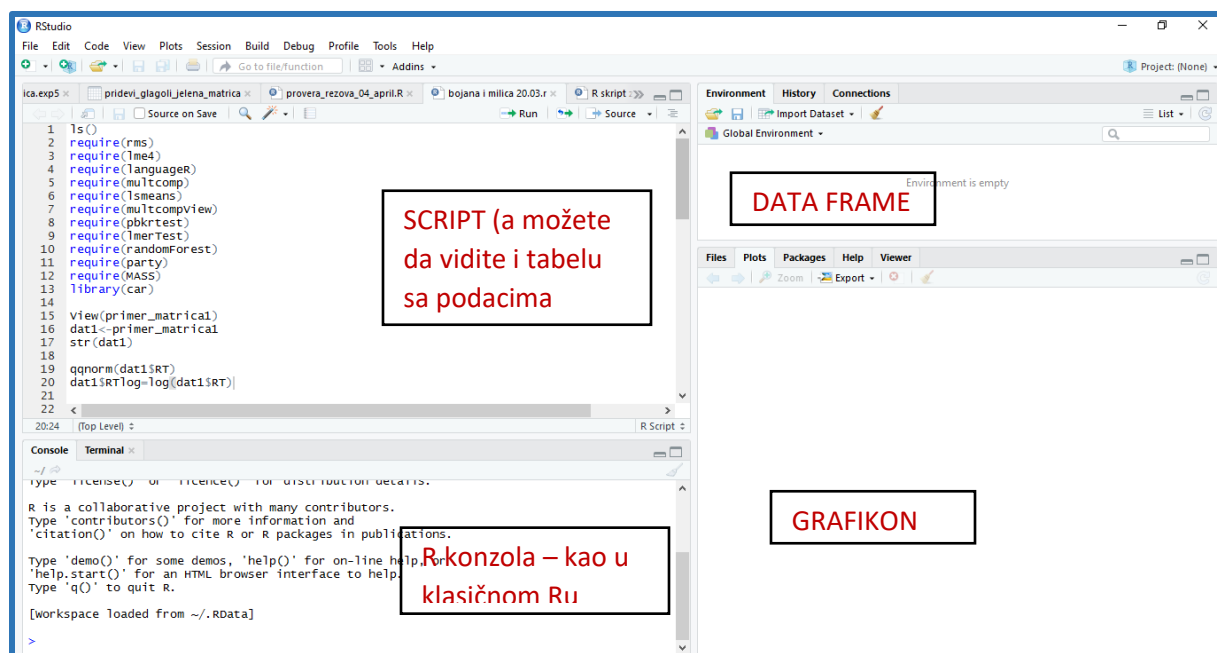 RStudio
File Edit Code View Plots Session Build Debug Profile Tools Help
Go to file/function Addins Project: (None)
ica.exp5 pridevi_glagoli_jelena_matrica provera_rezova_04_april.R bojana i milica 20.03.r R skript
Source on Save Run Source
1 ls()
2 require(rms)
3 require(lme4)
4 require(languageR)
5 require(multcomp)
6 require(lsmeans)
7 require(multcompView)
8 require(pbkrtest)
9 require(lmerTest)
10 require(randomForest)
11 require(party)
12 require(MASS)
13 library(car)
14
15 View(primer_matrica1)
16 dat1<-primer_matrica1
17 str(dat1)
18
19 qqnorm(dat1$RT)
20 dat1$RTlog=log(dat1$RT)
21
22
20:24 (Top Level) R Script
SCRIPT (a možete
da vidite i tabelu
sa podacima
Console Terminal
~/
Type 'license()' or 'licence()' for distribution details.
R is a collaborative project with many contributors.
Type 'contributors()' for more information and
'citation()' on how to cite R or R packages in publications.
Type 'demo()' for some demos, 'help()' for on-line help, or
'help.start()' for an HTML browser interface to help.
Type 'q()' to quit R.
[Workspace loaded from ~/.RData]
>
R konzola – kao u
klasičnom Ru
Environment History Connections
Import Dataset List
Global Environment
Environment is empty
DATA FRAME
Files Plots Packages Help Viewer
Zoom Export
GRAFIKON